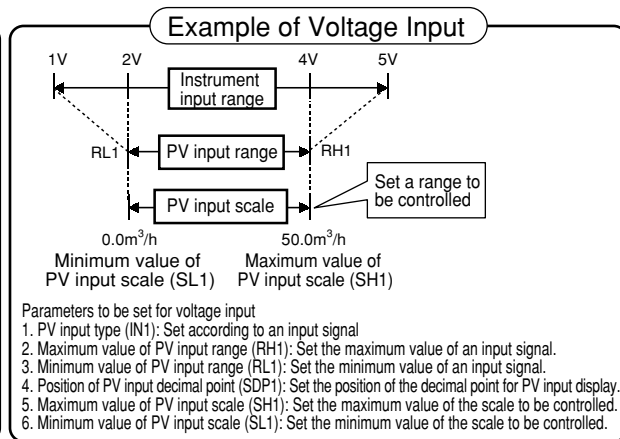 Example of Voltage Input
1V 2V 4V 5V
Instrument
input range
RL1 PV input range RH1
PV input scale
Set a range to
be controlled
0.0m³/h 50.0m³/h
Minimum value of
PV input scale (SL1)
Maximum value of
PV input scale (SH1)
Parameters to be set for voltage input
1. PV input type (IN1): Set according to an input signal
2. Maximum value of PV input range (RH1): Set the maximum value of an input signal.
3. Minimum value of PV input range (RL1): Set the minimum value of an input signal.
4. Position of PV input decimal point (SDP1): Set the position of the decimal point for PV input display.
5. Maximum value of PV input scale (SH1): Set the maximum value of the scale to be controlled.
6. Minimum value of PV input scale (SL1): Set the minimum value of the scale to be controlled.